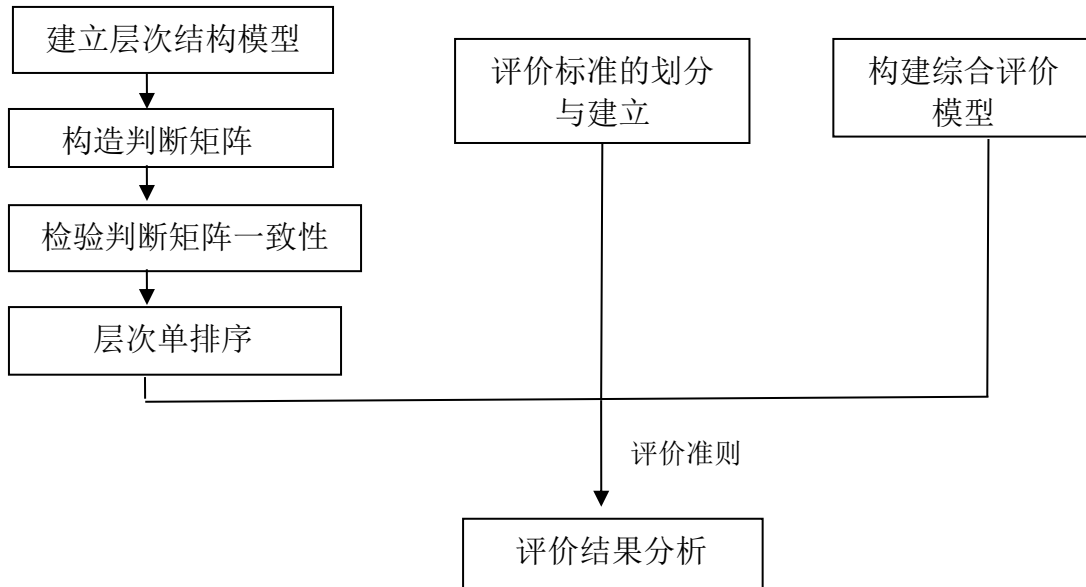 建立层次结构模型
构造判断矩阵
检验判断矩阵一致性
层次单排序
评价标准的划分
与建立
构建综合评价
模型
评价准则
评价结果分析